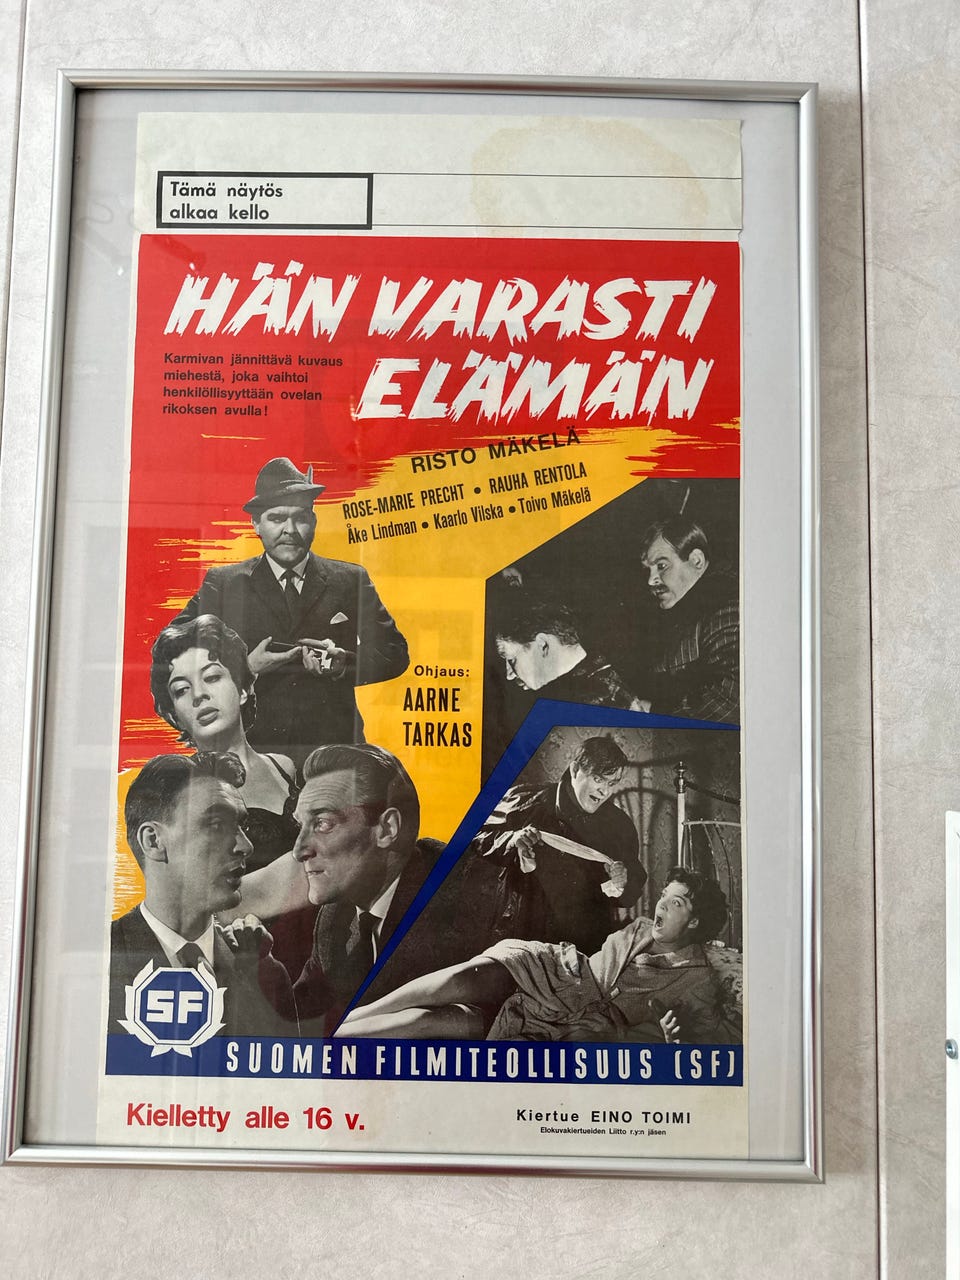 Tämä näytös
alkaa kello
HÄN VARASTI
ELÄMÄN
Karmivan jännittävä kuvaus
miehestä, joka vaihtoi
henkilöllisyyttään ovelan
rikoksen avulla!
RISTO MÄKELÄ
ROSE-MARIE PRECHT • RAUHA RENTOLA
Åke Lindman • Kaarlo Vilska • Toivo Mäkelä
Ohjaus:
AARNE
TARKAS
SF
SUOMEN FILMITEOLLISUUS (SF)
Kielletty alle 16 v.
Kiertue EINO TOIMI
Elokuvakiertueiden Liitto r.y:n jäsen